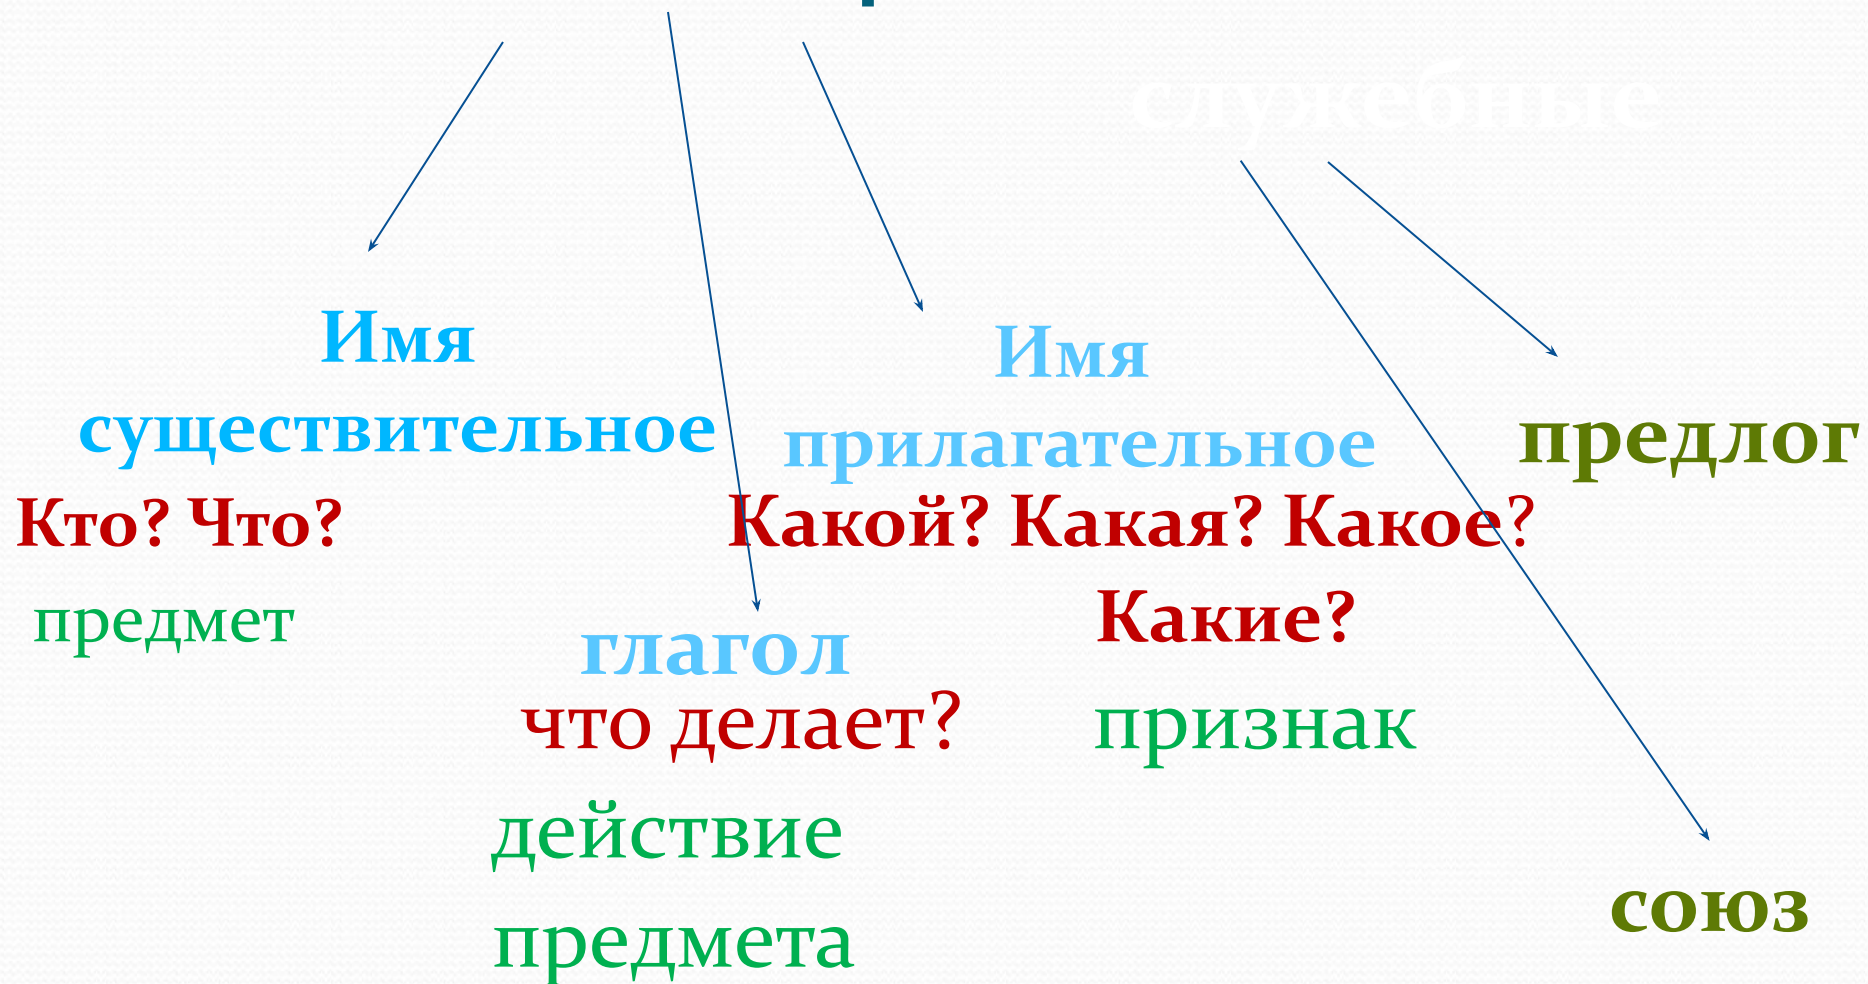 служебные
Имя
существительное
Кто? Что?
предмет
Имя
прилагательное
Какой? Какая? Какое?
Какие?
признак
глагол
что делает?
действие
предмета
предлог
союз